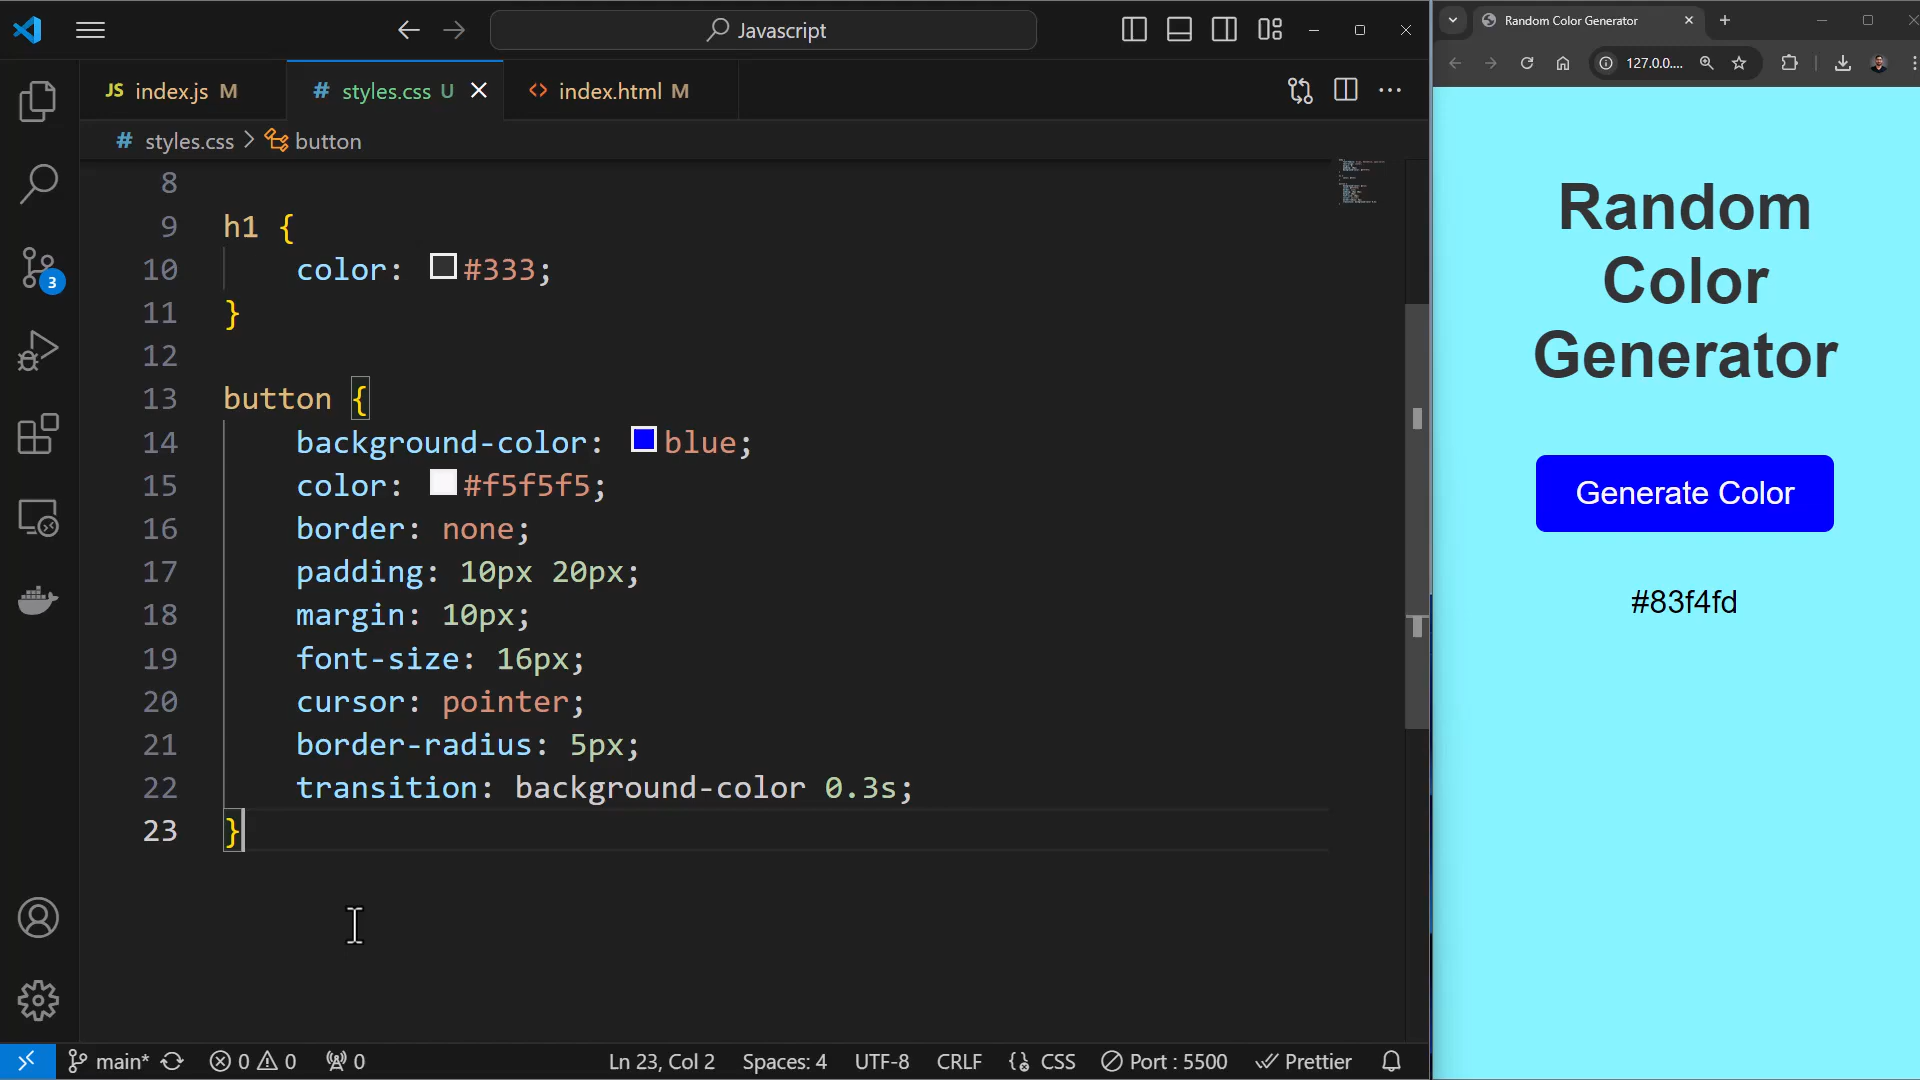 Javascript
JS index.js M
# styles.css U
<> index.html M
# styles.css > button
8
9 h1 {
10 color: #333;
11 }
12
13 button {
14 background-color: blue;
15 color: #f5f5f5;
16 border: none;
17 padding: 10px 20px;
18 margin: 10px;
19 font-size: 16px;
20 cursor: pointer;
21 border-radius: 5px;
22 transition: background-color 0.3s;
23 }
3
main* 0 0 0 Ln 23, Col 2 Spaces: 4 UTF-8 CRLF {} CSS Port : 5500 Prettier
Random Color Generator
127.0.0....
Random
Color
Generator
Generate Color
#83f4fd